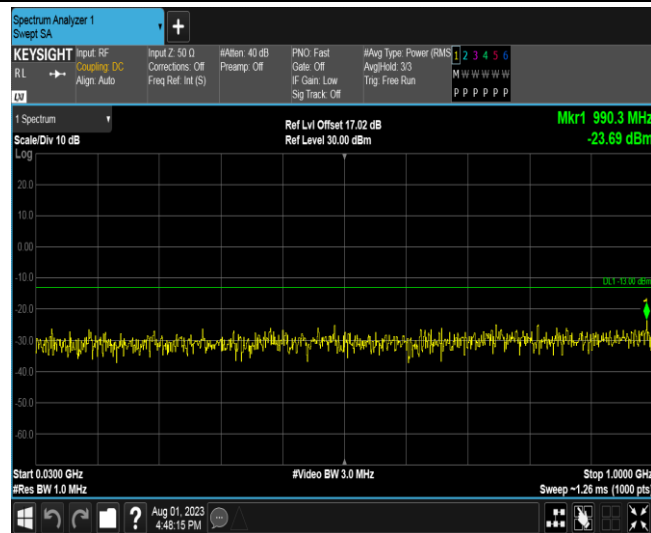 Spectrum Analyzer 1
Swept SA
+
KEYSIGHT Input: RF Input Z: 50 Ω #Atten: 40 dB PNO: Fast #Avg Type: Power (RMS 1 2 3 4 5 6
R L Coupling: DC Corrections: Off Preamp: Off Gate: Off Avg|Hold: 3/3 M W W W W W
Align: Auto Freq Ref: Int (S) IF Gain: Low Trig: Free Run
LXI Sig Track: Off P P P P P P
1 Spectrum Ref Lvl Offset 17.02 dB Mkr1 990.3 MHz
Scale/Div 10 dB Ref Level 30.00 dBm -23.69 dBm
Log
20.0
10.0
0.00
-10.0 DL1 -13.00 dBm
-20.0
1
-30.0
-40.0
-50.0
-60.0
Start 0.0300 GHz #Video BW 3.0 MHz Stop 1.0000 GHz
#Res BW 1.0 MHz Sweep ~1.26 ms (1000 pts)
? Aug 01, 2023
4:48:15 PM